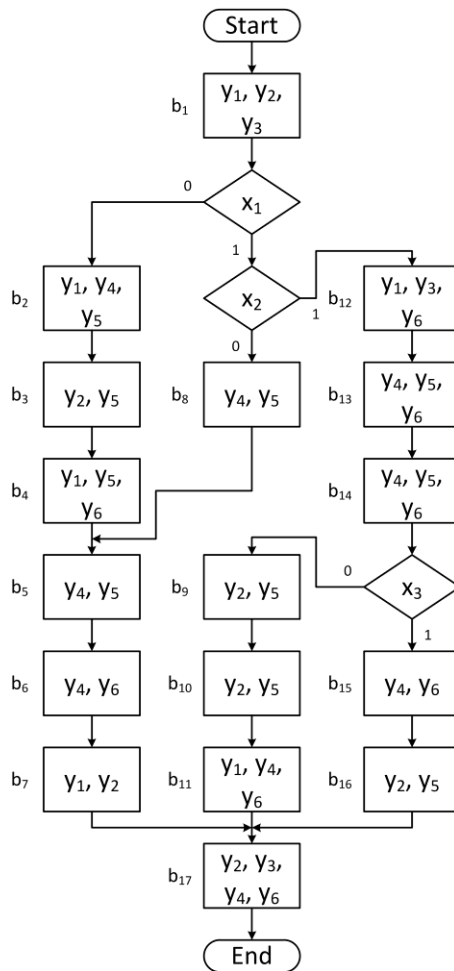 Start
b₁
y₁, y₂,
y₃
0
x₁
1
b₂
y₁, y₄,
y₅
x₂
1
0
b₁₂
y₁, y₃,
y₆
b₃
y₂, y₅
b₈
y₄, y₅
b₁₃
y₄, y₅,
y₆
b₄
y₁, y₅,
y₆
b₁₄
y₄, y₅,
y₆
b₅
y₄, y₅
b₉
y₂, y₅
0
x₃
1
b₆
y₄, y₆
b₁₀
y₂, y₅
b₁₅
y₄, y₆
b₇
y₁, y₂
b₁₁
y₁, y₄,
y₆
b₁₆
y₂, y₅
b₁₇
y₂, y₃,
y₄, y₆
End